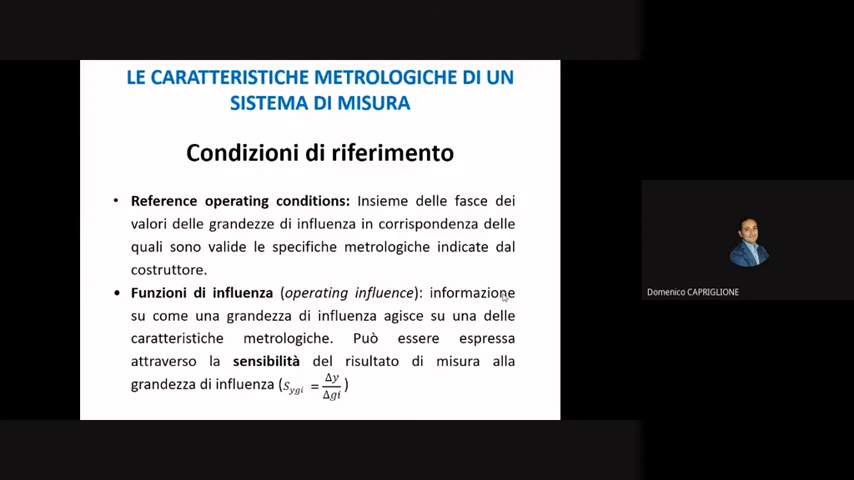 LE CARATTERISTICHE METROLOGICHE DI UN
SISTEMA DI MISURA
Condizioni di riferimento
• Reference operating conditions: Insieme delle fasce dei
valori delle grandezze di influenza in corrispondenza delle
quali sono valide le specifiche metrologiche indicate dal
costruttore.
• Funzioni di influenza (operating influence): informazione
su come una grandezza di influenza agisce su una delle
caratteristiche metrologiche. Può essere espressa
attraverso la sensibilità del risultato di misura alla
grandezza di influenza (S_ygi = Δy/Δgi)
Domenico CAPRIGLIONE